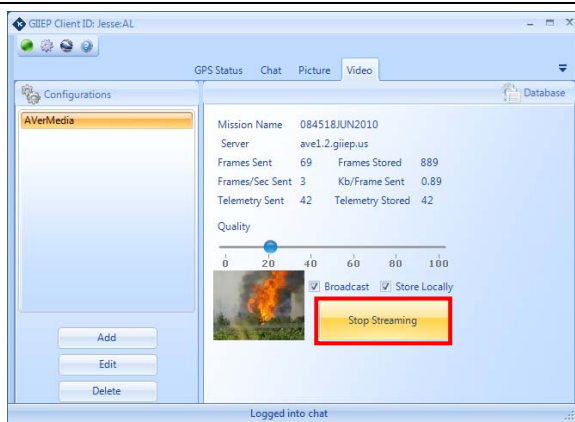 GIIEP Client ID: Jesse:AL
GPS Status Chat Picture Video
Configurations
Database
AVerMedia
Mission Name 084518JUN2010
Server ave1.2.giiep.us
Frames Sent 69 Frames Stored 889
Frames/Sec Sent 3 Kb/Frame Sent 0.89
Telemetry Sent 42 Telemetry Stored 42
Quality
0 20 40 60 80 100
Broadcast Store Locally
Stop Streaming
Add
Edit
Delete
Logged into chat